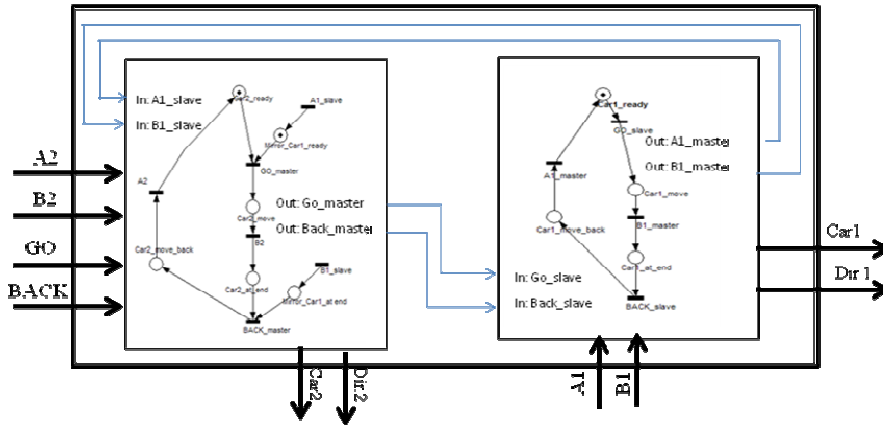 In: A1_slave
In: B1_slave
A2
B2
GO
BACK
Car2_ready
A1_slave
Mirror_Car1_ready
GO_master
A2
Car2_move
B2
Car2_move_back
Car2_at_end
B1_slave
Mirror_Car1_at end
BACK_master
Out: Go_master
Out: Back_master
Car2
Dir.2
Car1_ready
GO_slave
Out: A1_master
Out: B1_master
A1_master
Car1_move
Car1_move_back
B1_master
Car1_at_end
BACK_slave
In: Go_slave
In: Back_slave
A1
B1
Car1
Dir 1